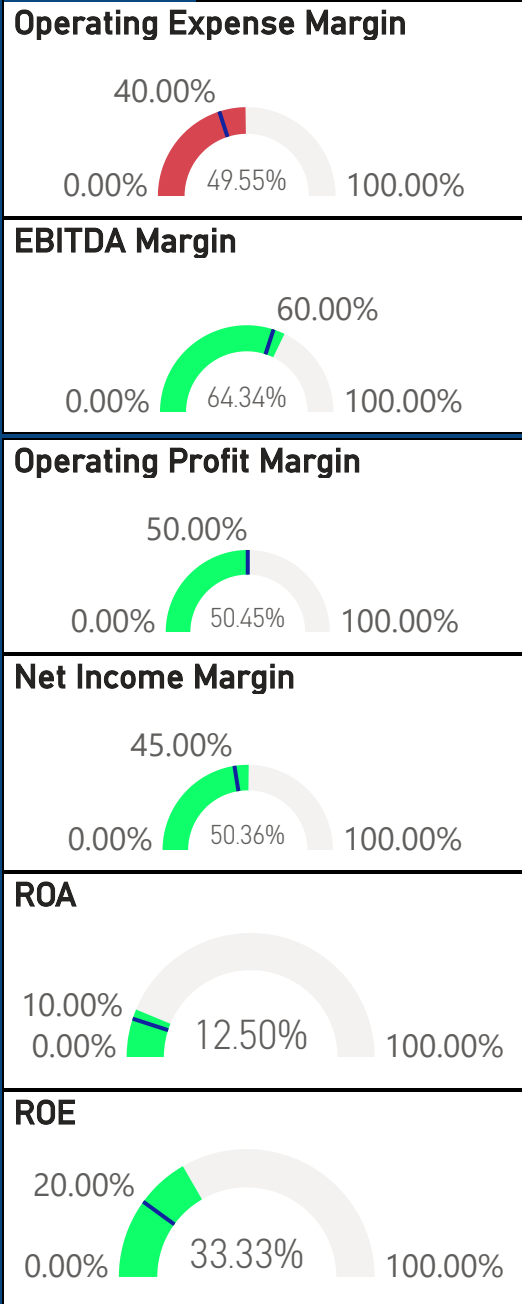 Operating Expense Margin
40.00%
0.00% 49.55% 100.00%
EBITDA Margin
60.00%
0.00% 64.34% 100.00%
Operating Profit Margin
50.00%
0.00% 50.45% 100.00%
Net Income Margin
45.00%
0.00% 50.36% 100.00%
ROA
10.00%
0.00% 12.50% 100.00%
ROE
20.00%
0.00% 33.33% 100.00%